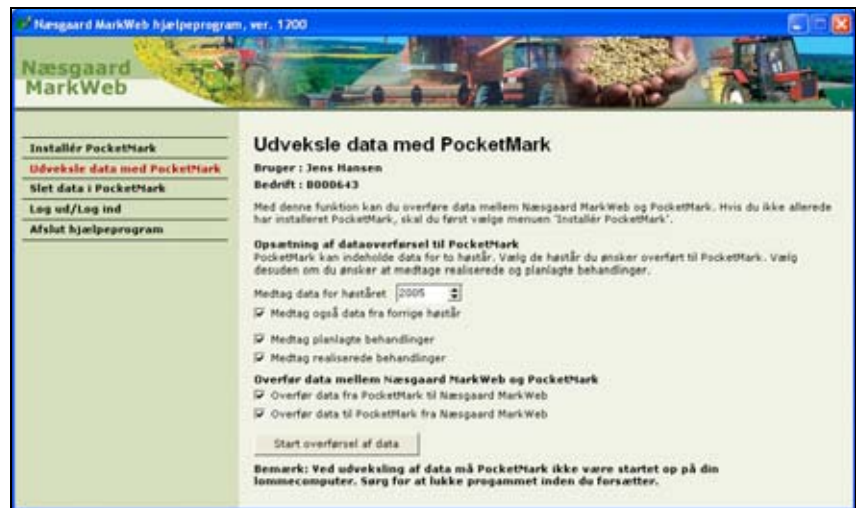 Næsgaard MarkWeb hjælpeprogram, ver. 1200
Næsgaard
MarkWeb
Installér PocketMark
Udveksle data med PocketMark
Slet data i PocketMark
Log ud/Log ind
Afslut hjælpeprogram
Udveksle data med PocketMark
Bruger : Jens Hansen
Bedrift : B000643
Med denne funktion kan du overføre data mellem Næsgaard MarkWeb og PocketMark. Hvis du ikke allerede
har installeret PocketMark, skal du først vælge menuen 'Installér PocketMark'.
Opsætning af dataoverførsel til PocketMark
PocketMark kan indeholde data for to høstår. Vælg de høstår du ønsker overført til PocketMark. Vælg
desuden om du ønsker at medtage realiserede og planlagte behandlinger.
Medtag data for høståret 2005
Medtag også data fra forrige høstår
Medtag planlagte behandlinger
Medtag realiserede behandlinger
Overfør data mellem Næsgaard MarkWeb og PocketMark
Overfør data fra PocketMark til Næsgaard MarkWeb
Overfør data til PocketMark fra Næsgaard MarkWeb
Start overførsel af data
Bemærk: Ved udveksling af data må PocketMark ikke være startet op på din
lommecomputer. Sørg for at lukke progammet inden du forsætter.